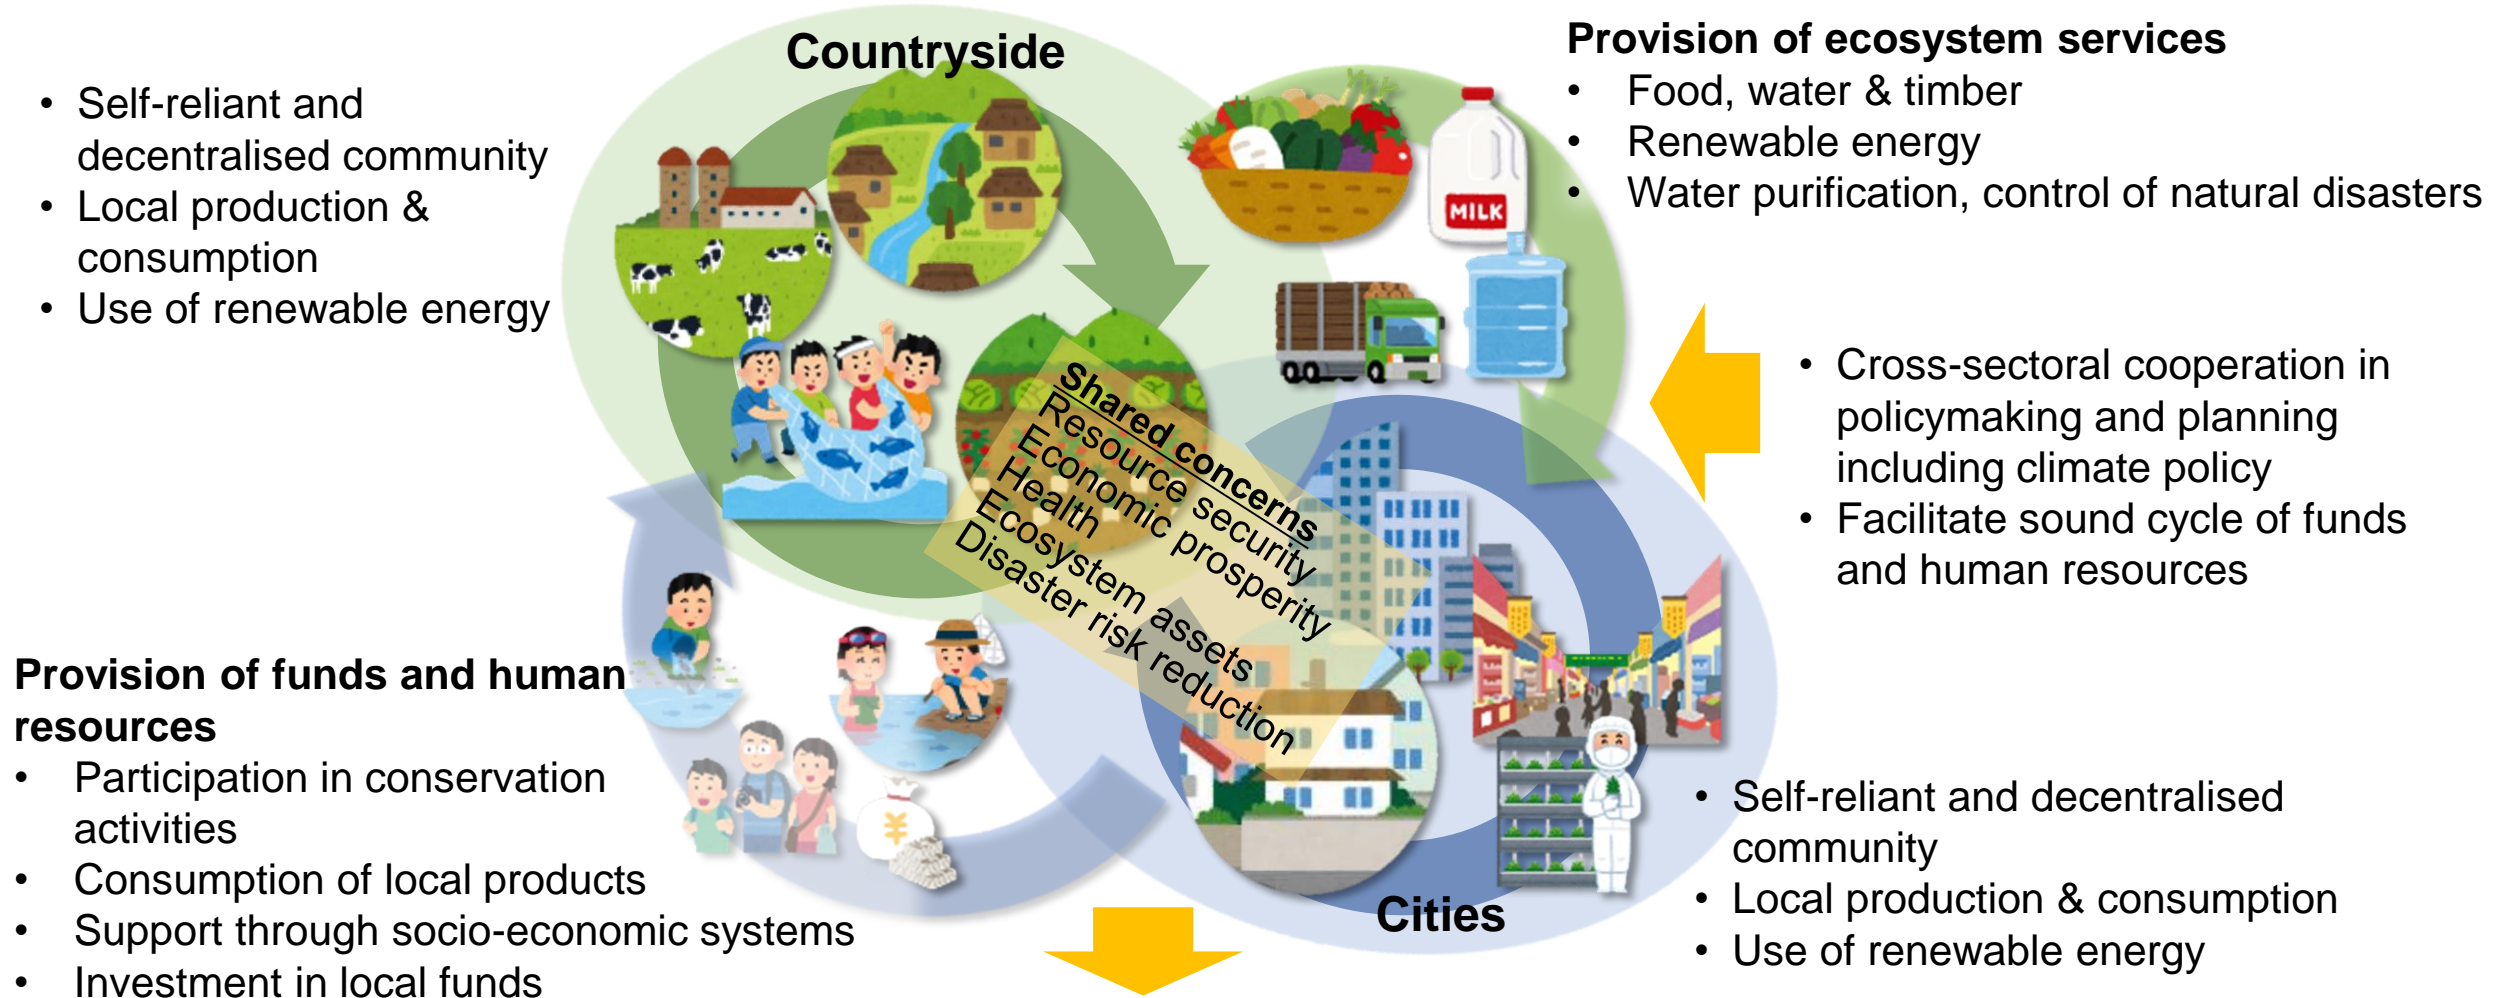 Countryside
• Self-reliant and
decentralised community
• Local production &
consumption
• Use of renewable energy
Provision of ecosystem services
• Food, water & timber
• Renewable energy
• Water purification, control of natural disasters
MILK
• Cross-sectoral cooperation in
policymaking and planning
including climate policy
• Facilitate sound cycle of funds
and human resources
Shared concerns
Resource security
Economic prosperity
Health
Ecosystem assets
Disaster risk reduction
Provision of funds and human
resources
• Participation in conservation
activities
• Consumption of local products
• Support through socio-economic systems
• Investment in local funds
¥
Cities
• Self-reliant and decentralised
community
• Local production & consumption
• Use of renewable energy